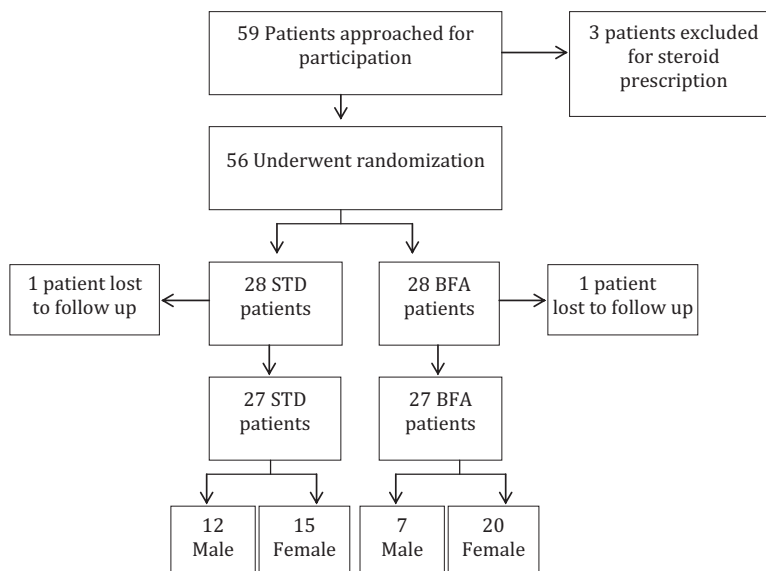 59 Patients approached for
participation
3 patients excluded
for steroid
prescription
56 Underwent randomization
1 patient lost
to follow up
28 STD
patients
28 BFA
patients
1 patient
lost to follow up
27 STD
patients
27 BFA
patients
12
Male
15
Female
7
Male
20
Female